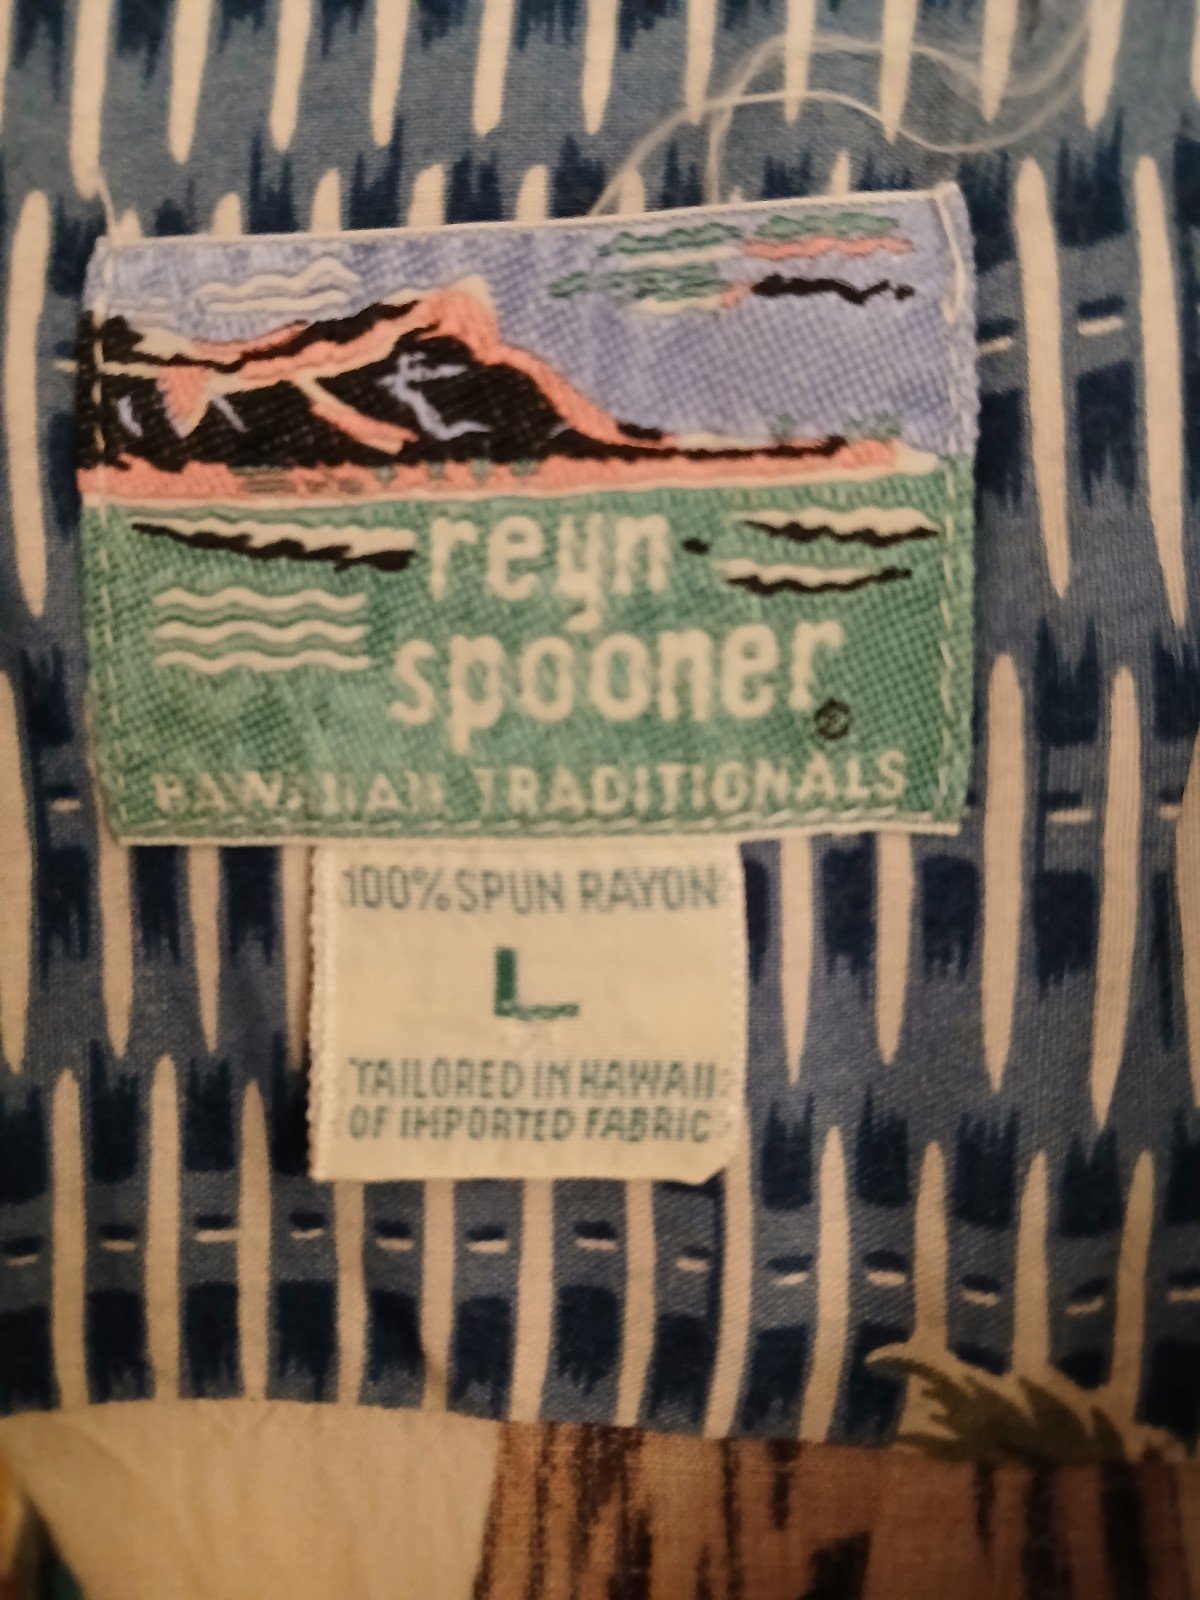 reyn
spooner®
HAWAIIAN TRADITIONALS
100% SPUN RAYON
L
TAILORED IN HAWAII
OF IMPORTED FABRIC